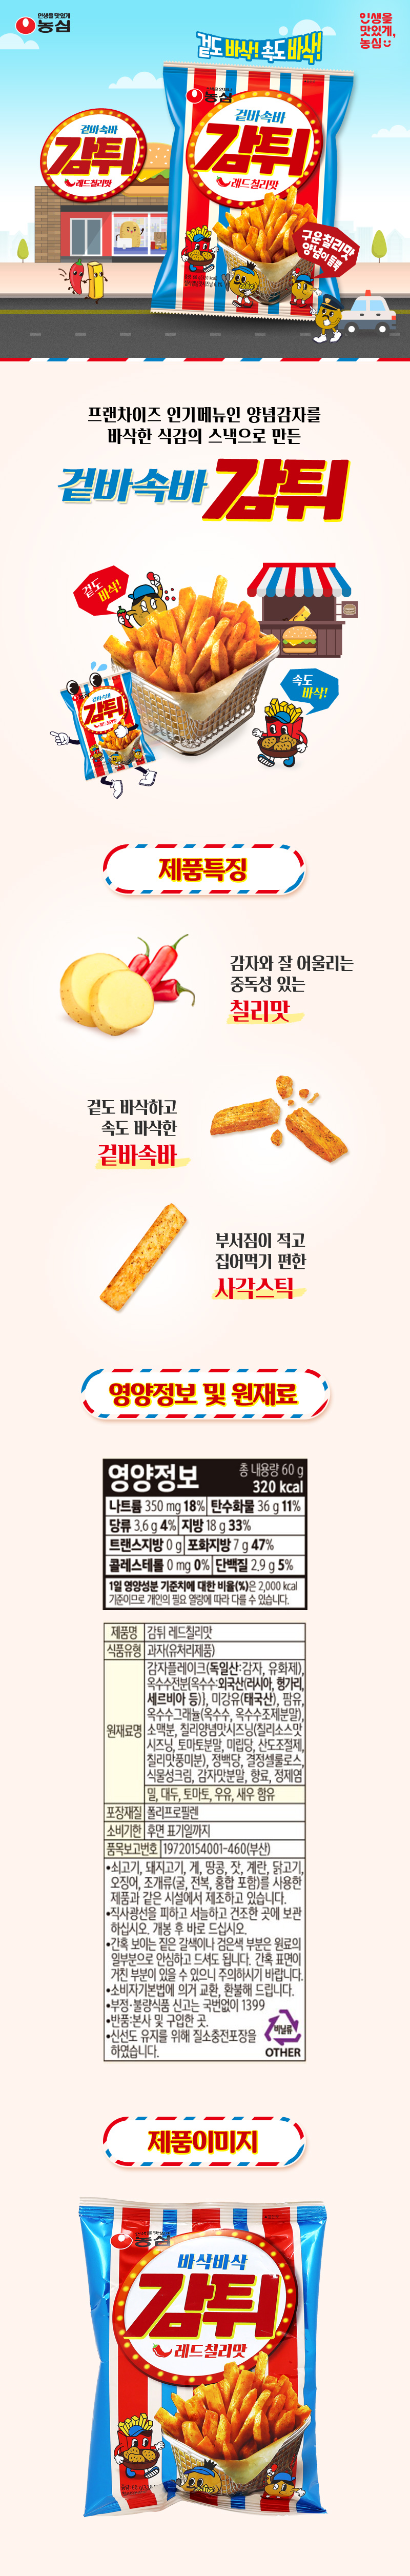 인생을 맛있게
농심
인생을
맛있게,
농심
겉도 바삭! 속도 바삭!
겉바속바
감튀
레드칠리맛
농심
겉바속바
감튀
레드칠리맛
구운칠리맛
양념이 톡톡
프랜차이즈 인기메뉴인 양념감자를
바삭한 식감의 스낵으로 만든
겉바속바 감튀
겉도
바삭!
감튀
속도
바삭!
제품특징
감자와 잘 어울리는
중독성 있는
칠리맛
겉도 바삭하고
속도 바삭한
겉바속바
부서짐이 적고
집어먹기 편한
사각스틱
영양정보 및 원재료
영양정보 총 내용량 60 g
320 kcal
나트륨 350 mg 18% 탄수화물 36 g 11%
당류 3.6 g 4% 지방 18 g 33%
트랜스지방 0 g 포화지방 7 g 47%
콜레스테롤 0 mg 0% 단백질 2.9 g 5%
1일 영양성분 기준치에 대한 비율(%)은 2,000 kcal
기준이므로 개인의 필요 열량에 따라 다를 수 있습니다.
제품명 감튀 레드칠리맛
식품유형 과자(유처리제품)
원재료명 감자플레이크(독일산:감자, 유화제),
옥수수전분{옥수수:외국산(러시아, 헝가리,
세르비아 등)}, 미강유(태국산), 팜유,
옥수수그래뉼(옥수수, 옥수수조제분말),
소맥분, 칠리양념맛시즈닝(칠리소스맛
시즈닝, 토마토분말, 미립당, 산도조절제,
칠리맛풍미분), 정백당, 결정셀룰로스,
식물성크림, 감자맛분말, 향료, 정제염
밀, 대두, 토마토, 우유, 새우 함유
포장재질 폴리프로필렌
소비기한 후면 표기일까지
품목보고번호 19720154001-460(부산)
•쇠고기, 돼지고기, 게, 땅콩, 잣, 계란, 닭고기,
오징어, 조개류(굴, 전복, 홍합 포함)를 사용한
제품과 같은 시설에서 제조하고 있습니다.
•직사광선을 피하고 서늘하고 건조한 곳에 보관
하십시오. 개봉 후 바로 드십시오.
•간혹 보이는 짙은 갈색이나 검은색 부분은 원료의
일부분으로 안심하고 드셔도 됩니다. 간혹 표면이
거친 부분이 있을 수 있으니 주의하시기 바랍니다.
•소비자기본법에 의거 교환, 환불해 드립니다.
•부정·불량식품 신고는 국번없이 1399
•반품:본사 및 구입한 곳.
•신선도 유지를 위해 질소충전포장을
하였습니다.
비닐류
OTHER
제품이미지
농심
바삭바삭
감튀
레드칠리맛